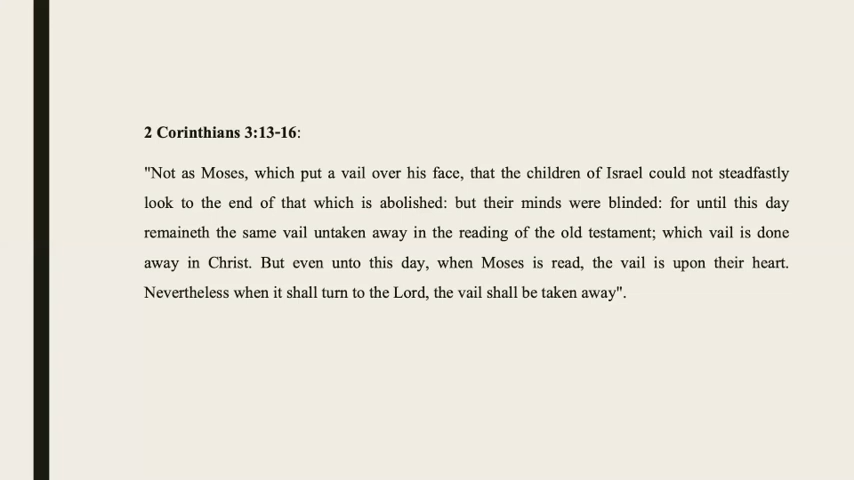 2 Corinthians 3:13-16:
"Not as Moses, which put a vail over his face, that the children of Israel could not steadfastly
look to the end of that which is abolished: but their minds were blinded: for until this day
remaineth the same vail untaken away in the reading of the old testament; which vail is done
away in Christ. But even unto this day, when Moses is read, the vail is upon their heart.
Nevertheless when it shall turn to the Lord, the vail shall be taken away".